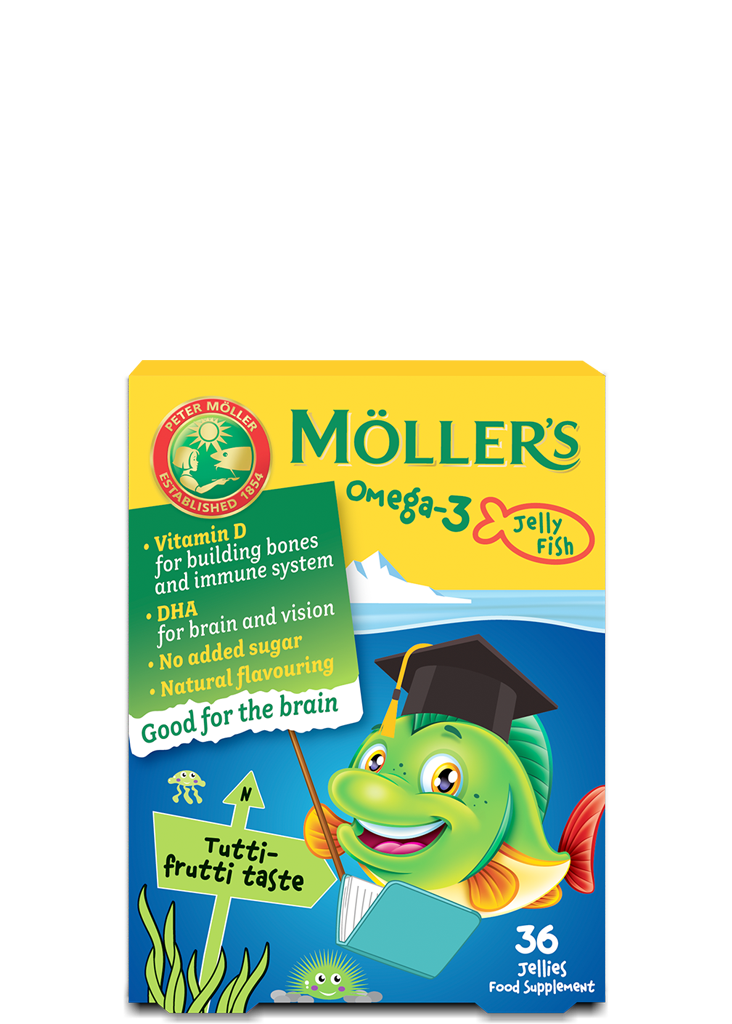 PETER MÖLLER
ESTABLISHED 1854
MÖLLER'S
Omega-3
Jelly
Fish
• Vitamin D
for building bones
and immune system
• DHA
for brain and vision
• No added sugar
• Natural flavouring
Good for the brain
N
Tutti-
frutti taste
36
Jellies
Food Supplement